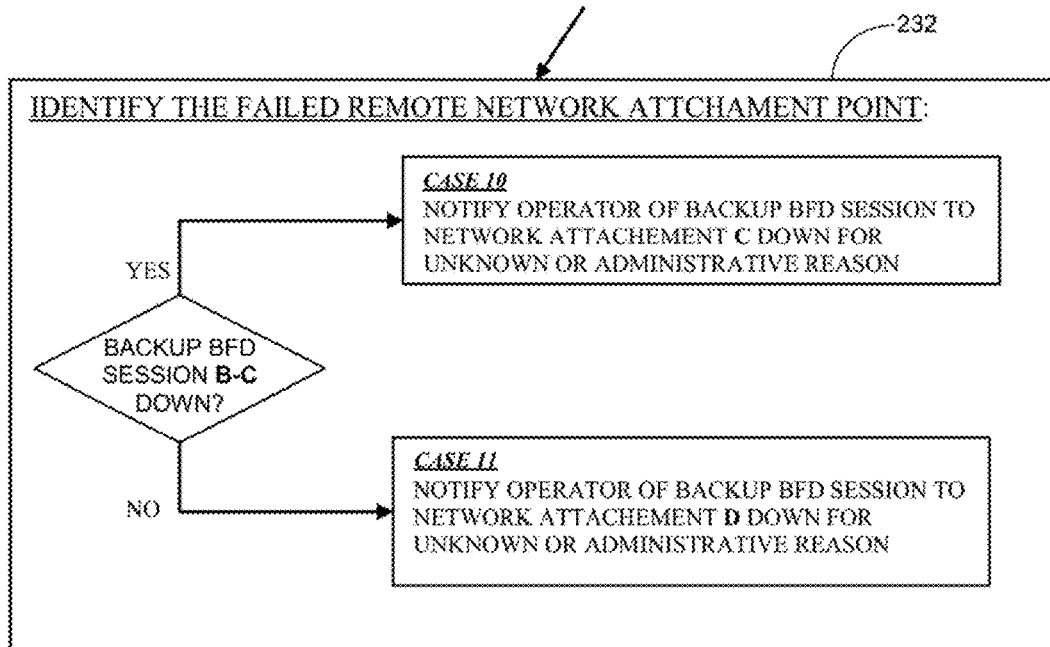 232
IDENTIFY THE FAILED REMOTE NETWORK ATTCHAMENT POINT:
CASE 10
NOTIFY OPERATOR OF BACKUP BFD SESSION TO
NETWORK ATTACHEMENT C DOWN FOR
UNKNOWN OR ADMINISTRATIVE REASON
YES
BACKUP BFD
SESSION B-C
DOWN?
NO
CASE 11
NOTIFY OPERATOR OF BACKUP BFD SESSION TO
NETWORK ATTACHEMENT D DOWN FOR
UNKNOWN OR ADMINISTRATIVE REASON